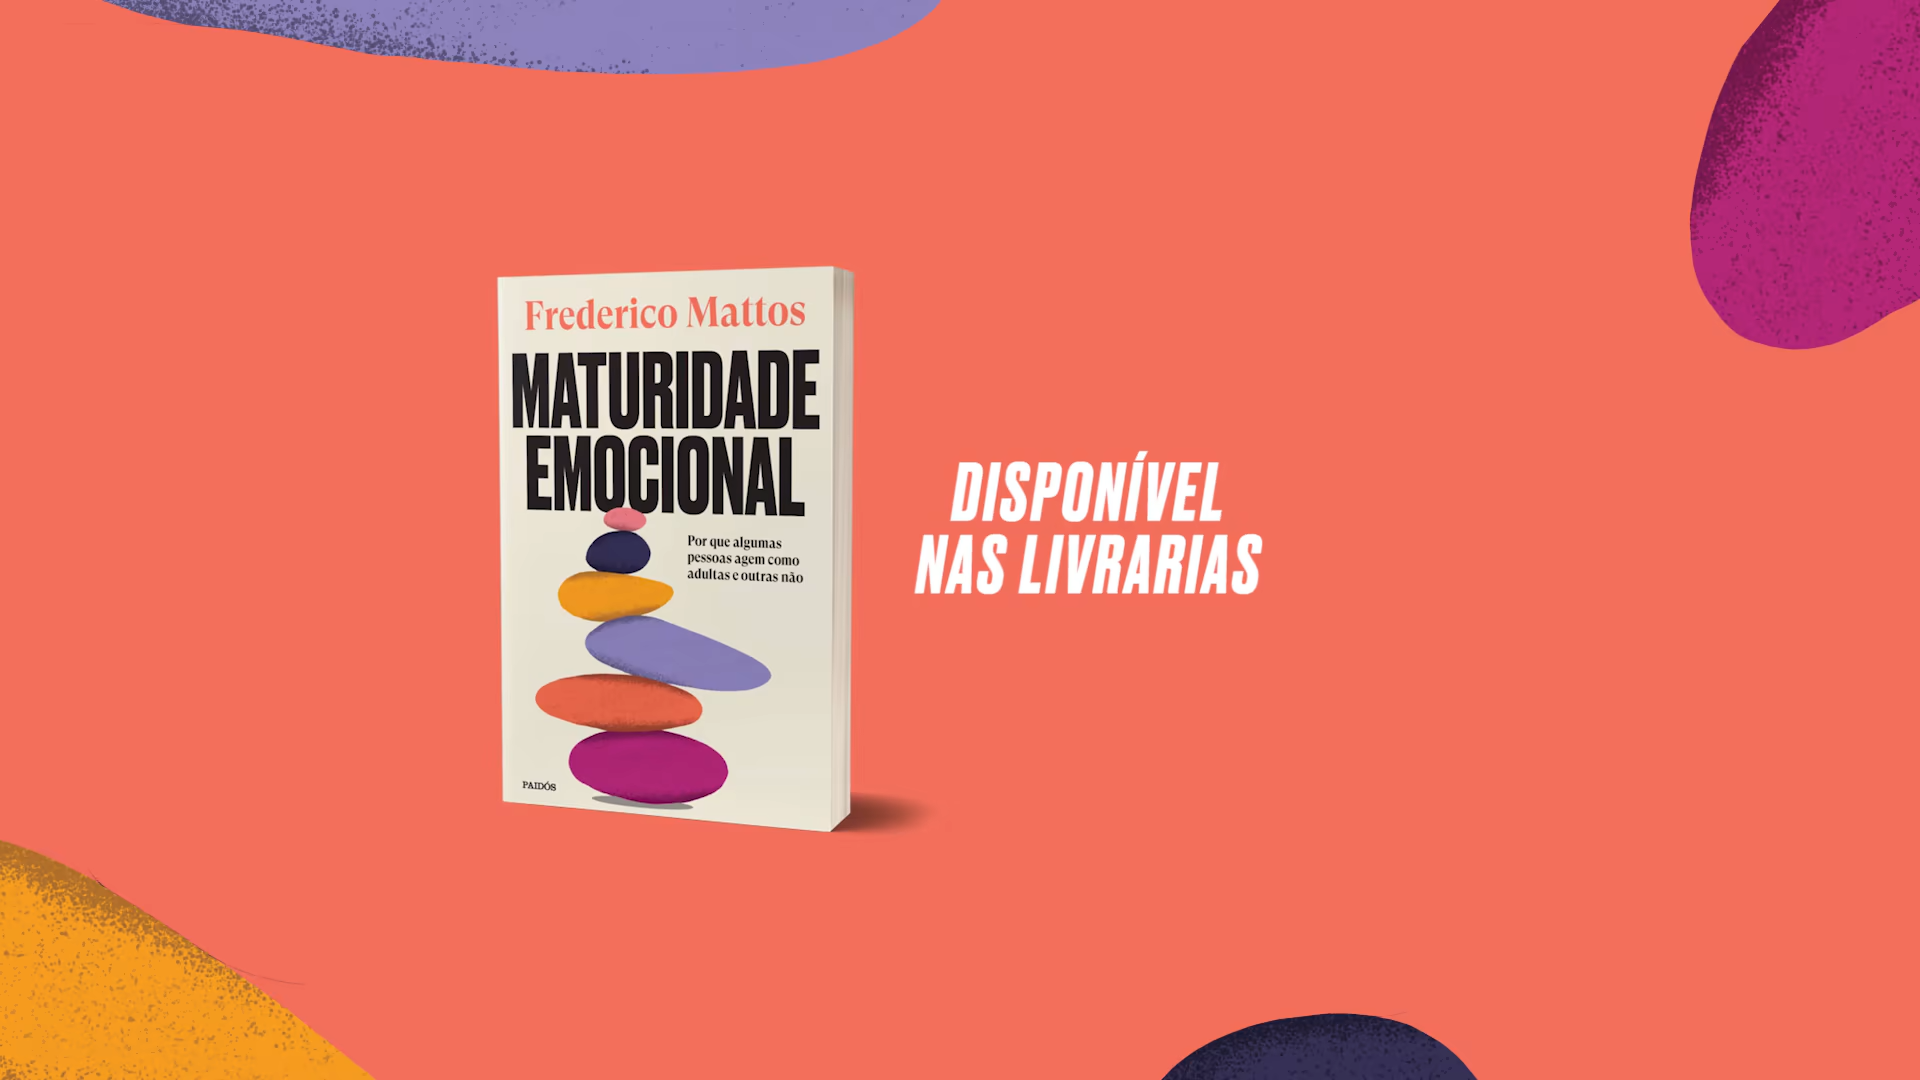 Frederico Mattos
MATURIDADE
EMOCIONAL
Por que algumas
pessoas agem como
adultas e outras não
PAIDÓS
DISPONÍVEL
NAS LIVRARIAS